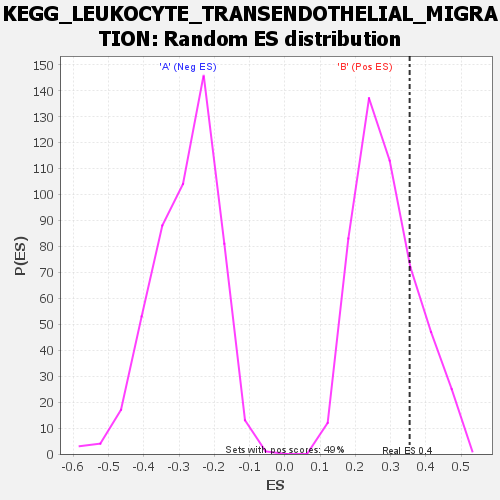 KEGG_LEUKOCYTE_TRANSENDOTHELIAL_MIGRA
TION: Random ES distribution
'A' (Neg ES) 'B' (Pos ES)
150
140
130
120
110
100
90
80
70
60
50
40
30
20
10
0
P(ES)
Sets with pos scores: 49% Real ES 0.4
-0.6 -0.5 -0.4 -0.3 -0.2 -0.1 0.0 0.1 0.2 0.3 0.4 0.5
ES